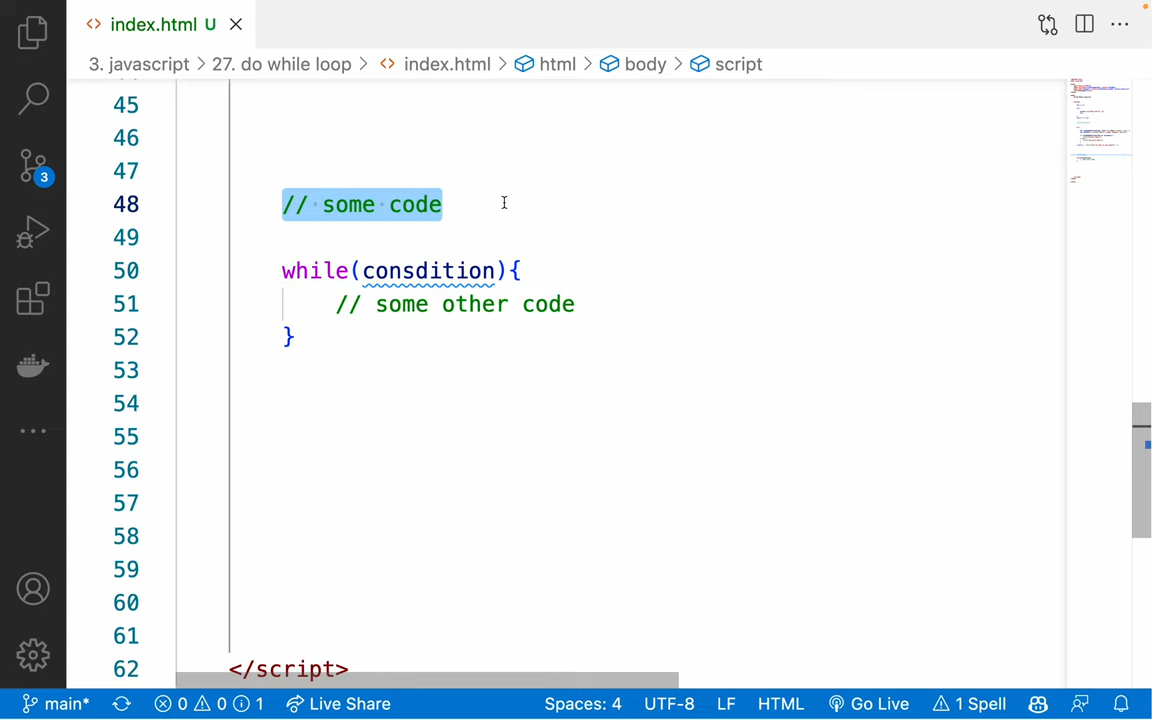 index.html U
3. javascript > 27. do while loop > index.html > html > body > script
45
46
47
48 // some code
49
50 while(consdition){
51 // some other code
52 }
53
54
55
56
57
58
59
60
61
62 </script>
3
main* 0 0 1 Live Share Spaces: 4 UTF-8 LF HTML Go Live 1 Spell